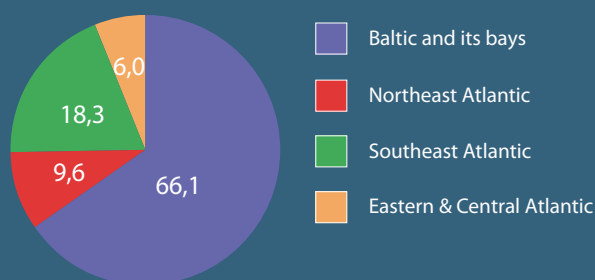 6,0
18,3
9,6
66,1
Baltic and its bays
Northeast Atlantic
Southeast Atlantic
Eastern & Central Atlantic